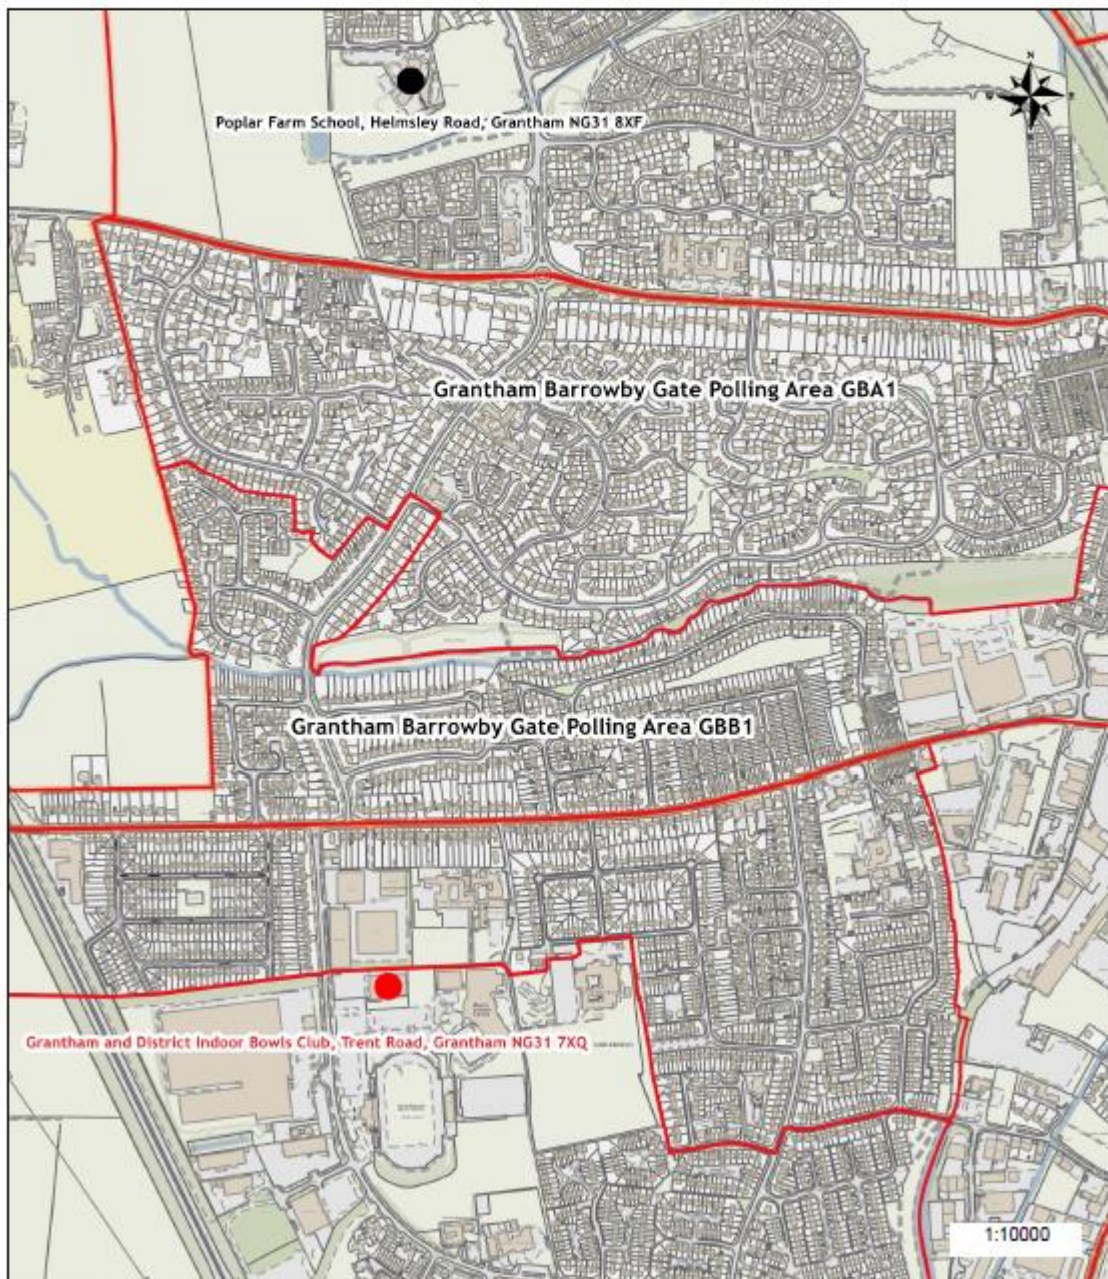 N
Poplar Farm School, Helmsley Road, Grantham NG31 8XF
Grantham Barrowby Gate Polling Area GBA1
Grantham Barrowby Gate Polling Area GBB1
Grantham and District Indoor Bowls Club, Trent Road, Grantham NG31 7XQ
1:10000